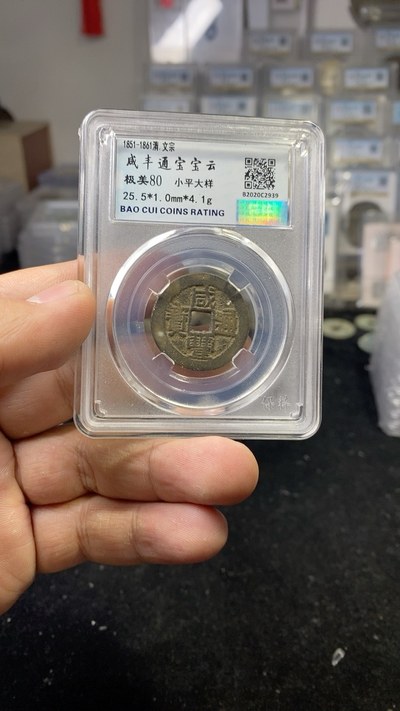 1851-1861清.文宗
咸丰通宝宝云
极美80 小平大样
25.5*1.0mm*4.1g
BAO CUI COINS RATING
82020C2939
咸
豐
通
寶